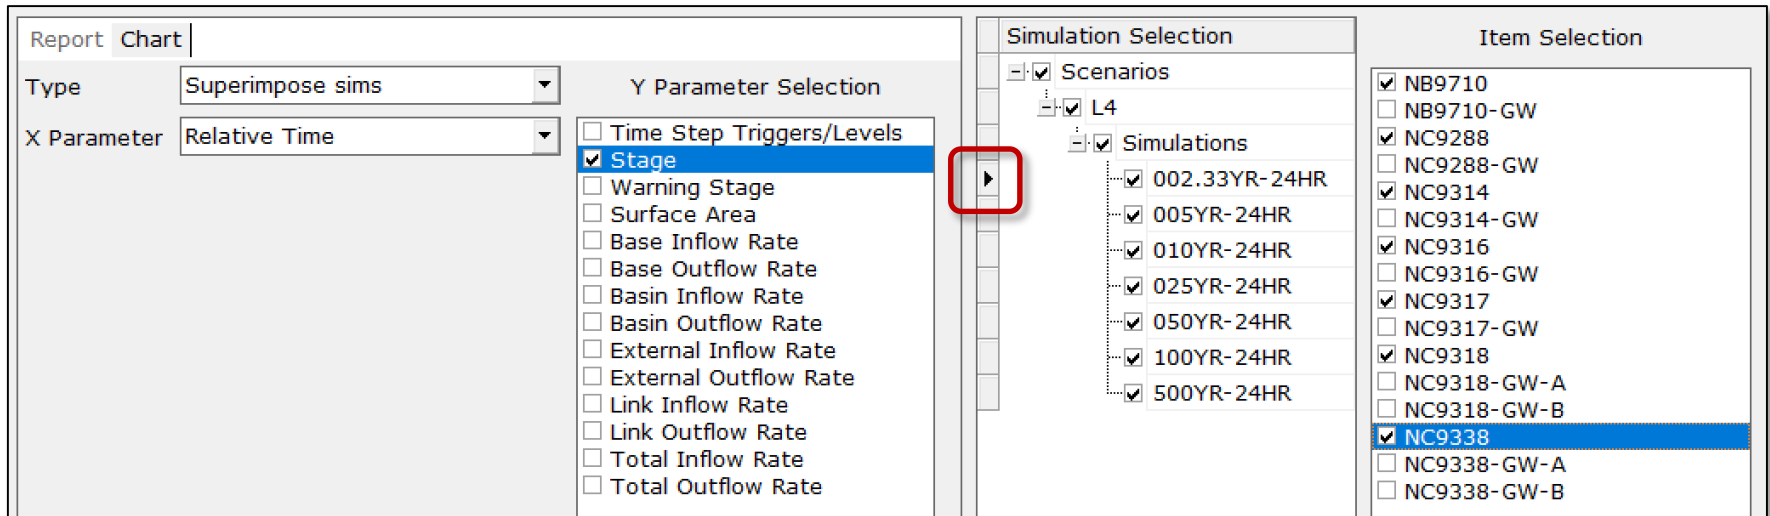 Report Chart
Type
Superimpose sims
X Parameter
Relative Time
Y Parameter Selection
Time Step Triggers/Levels
Stage
Warning Stage
Surface Area
Base Inflow Rate
Base Outflow Rate
Basin Inflow Rate
Basin Outflow Rate
External Inflow Rate
External Outflow Rate
Link Inflow Rate
Link Outflow Rate
Total Inflow Rate
Total Outflow Rate
Simulation Selection
Scenarios
L4
Simulations
002.33YR-24HR
005YR-24HR
010YR-24HR
025YR-24HR
050YR-24HR
100YR-24HR
500YR-24HR
Item Selection
NB9710
NB9710-GW
NC9288
NC9288-GW
NC9314
NC9314-GW
NC9316
NC9316-GW
NC9317
NC9317-GW
NC9318
NC9318-GW-A
NC9318-GW-B
NC9338
NC9338-GW-A
NC9338-GW-B